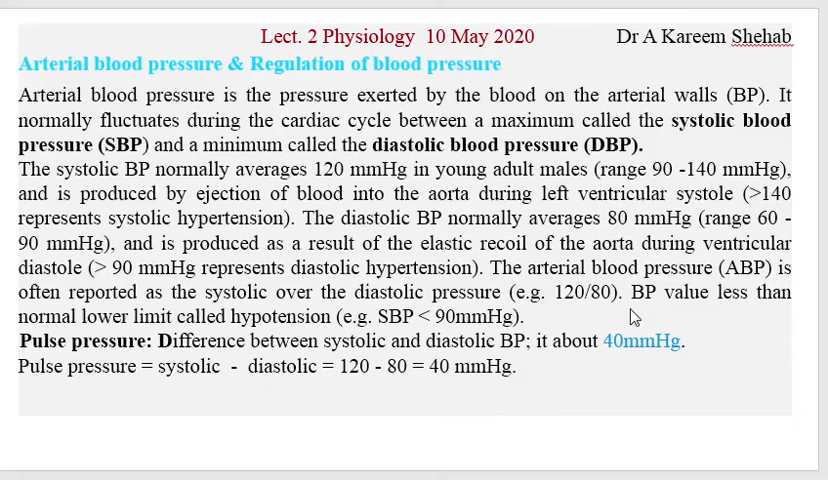 Lect. 2 Physiology 10 May 2020 Dr A Kareem Shehab
Arterial blood pressure & Regulation of blood pressure
Arterial blood pressure is the pressure exerted by the blood on the arterial walls (BP). It
normally fluctuates during the cardiac cycle between a maximum called the systolic blood
pressure (SBP) and a minimum called the diastolic blood pressure (DBP).
The systolic BP normally averages 120 mmHg in young adult males (range 90 -140 mmHg),
and is produced by ejection of blood into the aorta during left ventricular systole (>140
represents systolic hypertension). The diastolic BP normally averages 80 mmHg (range 60 -
90 mmHg), and is produced as a result of the elastic recoil of the aorta during ventricular
diastole (> 90 mmHg represents diastolic hypertension). The arterial blood pressure (ABP) is
often reported as the systolic over the diastolic pressure (e.g. 120/80). BP value less than
normal lower limit called hypotension (e.g. SBP < 90mmHg).
Pulse pressure: Difference between systolic and diastolic BP; it about 40mmHg.
Pulse pressure = systolic - diastolic = 120 - 80 = 40 mmHg.